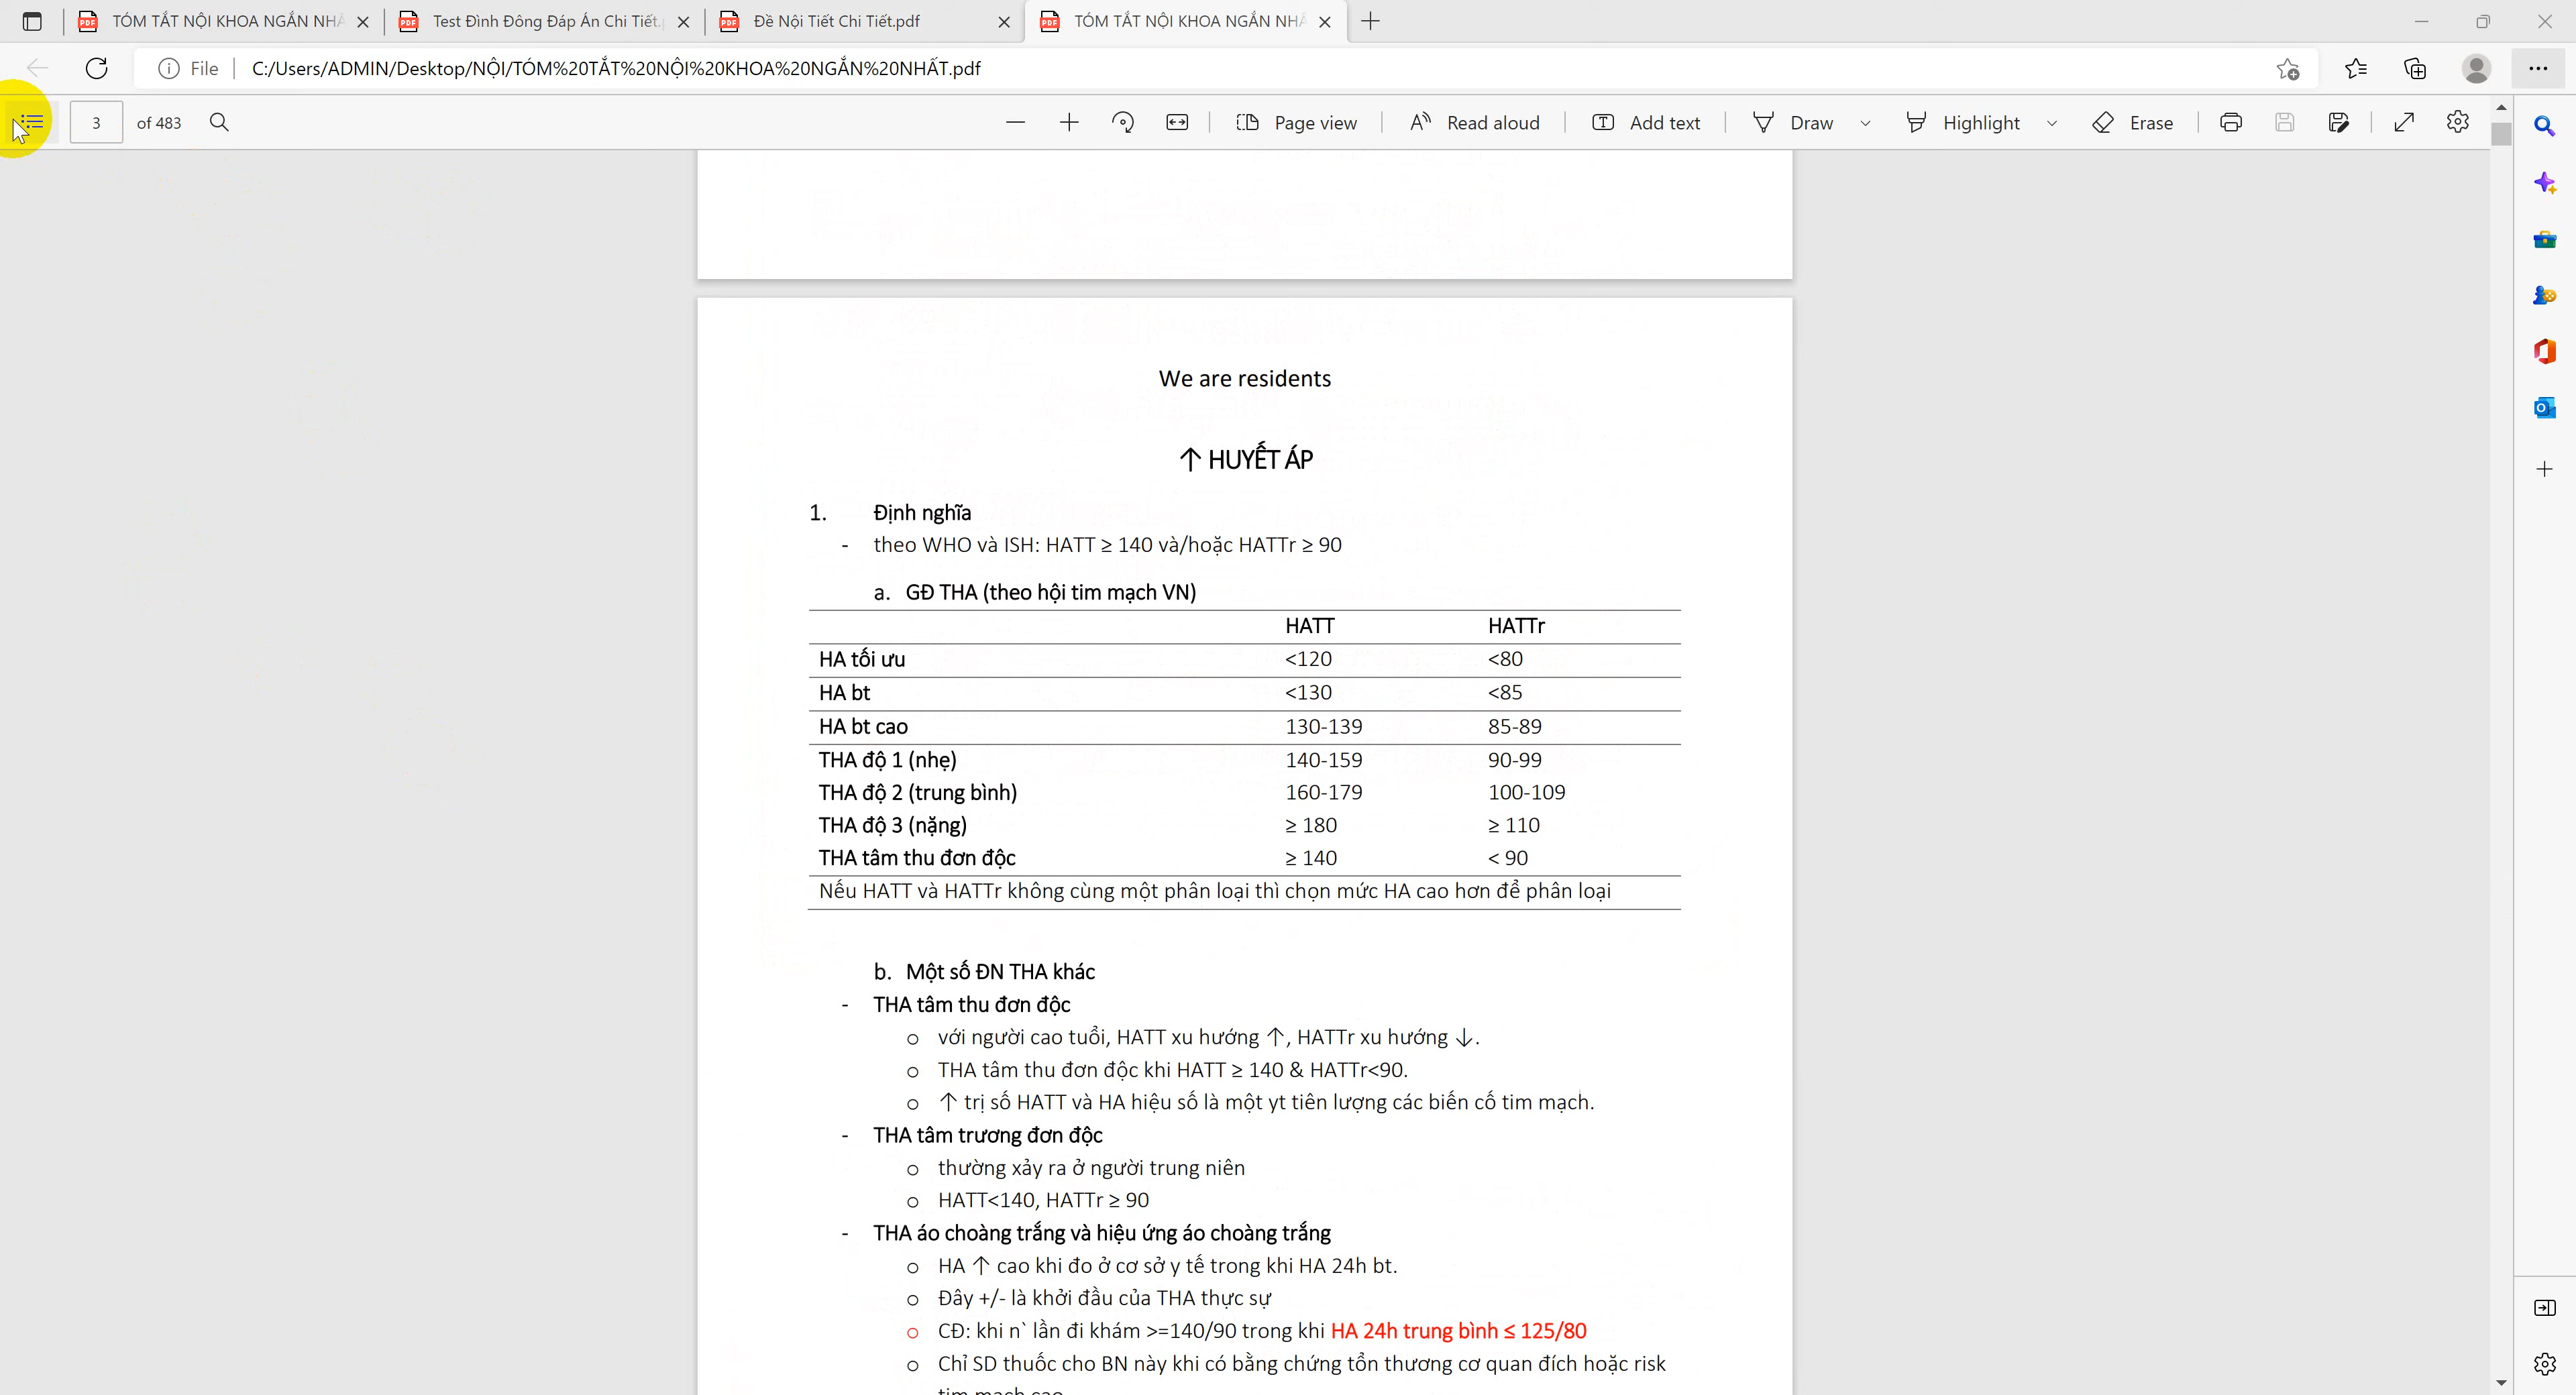 TÓM TẮT NỘI KHOA NGẮN NHẤ
Test Đình Đông Đáp Án Chi Tiết.
Đề Nội Tiết Chi Tiết.pdf
TÓM TẮT NỘI KHOA NGẮN NHẤ
File
C:/Users/ADMIN/Desktop/NỘI/TÓM%20TẮT%20NỘI%20KHOA%20NGẮN%20NHẤT.pdf
3 of 483
Page view
Read aloud
Add text
Draw
Highlight
Erase
We are residents
↑ HUYẾT ÁP
1. Định nghĩa
- theo WHO và ISH: HATT ≥ 140 và/hoặc HATTr ≥ 90
a. GĐ THA (theo hội tim mạch VN)
HATT HATTr
HA tối ưu <120 <80
HA bt <130 <85
HA bt cao 130-139 85-89
THA độ 1 (nhẹ) 140-159 90-99
THA độ 2 (trung bình) 160-179 100-109
THA độ 3 (nặng) ≥ 180 ≥ 110
THA tâm thu đơn độc ≥ 140 < 90
Nếu HATT và HATTr không cùng một phân loại thì chọn mức HA cao hơn để phân loại
b. Một số ĐN THA khác
- THA tâm thu đơn độc
o với người cao tuổi, HATT xu hướng ↑, HATTr xu hướng ↓.
o THA tâm thu đơn độc khi HATT ≥ 140 & HATTr<90.
o ↑ trị số HATT và HA hiệu số là một yt tiên lượng các biến cố tim mạch.
- THA tâm trương đơn độc
o thường xảy ra ở người trung niên
o HATT<140, HATTr ≥ 90
- THA áo choàng trắng và hiệu ứng áo choàng trắng
o HA ↑ cao khi đo ở cơ sở y tế trong khi HA 24h bt.
o Đây +/- là khởi đầu của THA thực sự
o CĐ: khi n` lần đi khám >=140/90 trong khi HA 24h trung bình ≤ 125/80
o Chỉ SD thuốc cho BN này khi có bằng chứng tổn thương cơ quan đích hoặc risk
tim mạch cao